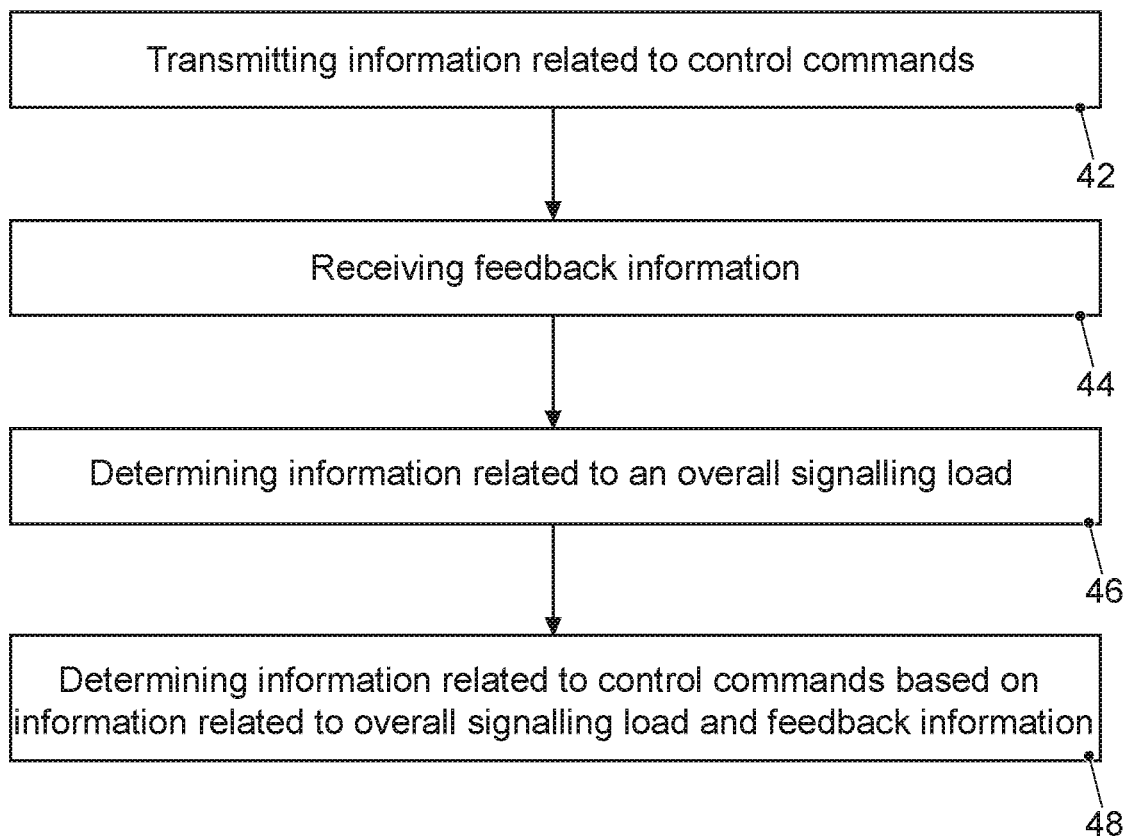 Transmitting information related to control commands
42
Receiving feedback information
44
Determining information related to an overall signalling load
46
Determining information related to control commands based on
information related to overall signalling load and feedback information
48